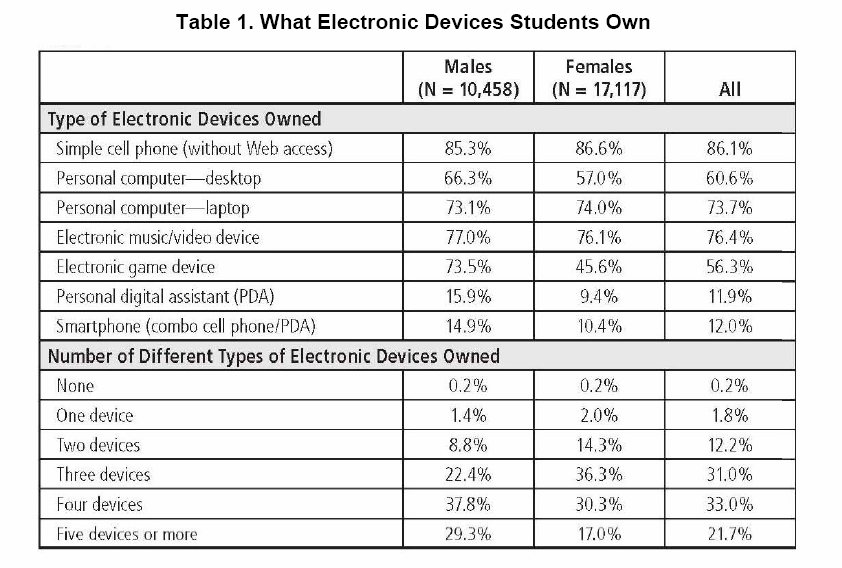 Table 1. What Electronic Devices Students Own
Males Females
(N = 10,458) (N = 17,117) All
Type of Electronic Devices Owned
Simple cell phone (without Web access) 85.3% 86.6% 86.1%
Personal computer—desktop 66.3% 57.0% 60.6%
Personal computer—laptop 73.1% 74.0% 73.7%
Electronic music/video device 77.0% 76.1% 76.4%
Electronic game device 73.5% 45.6% 56.3%
Personal digital assistant (PDA) 15.9% 9.4% 11.9%
Smartphone (combo cell phone/PDA) 14.9% 10.4% 12.0%
Number of Different Types of Electronic Devices Owned
None 0.2% 0.2% 0.2%
One device 1.4% 2.0% 1.8%
Two devices 8.8% 14.3% 12.2%
Three devices 22.4% 36.3% 31.0%
Four devices 37.8% 30.3% 33.0%
Five devices or more 29.3% 17.0% 21.7%